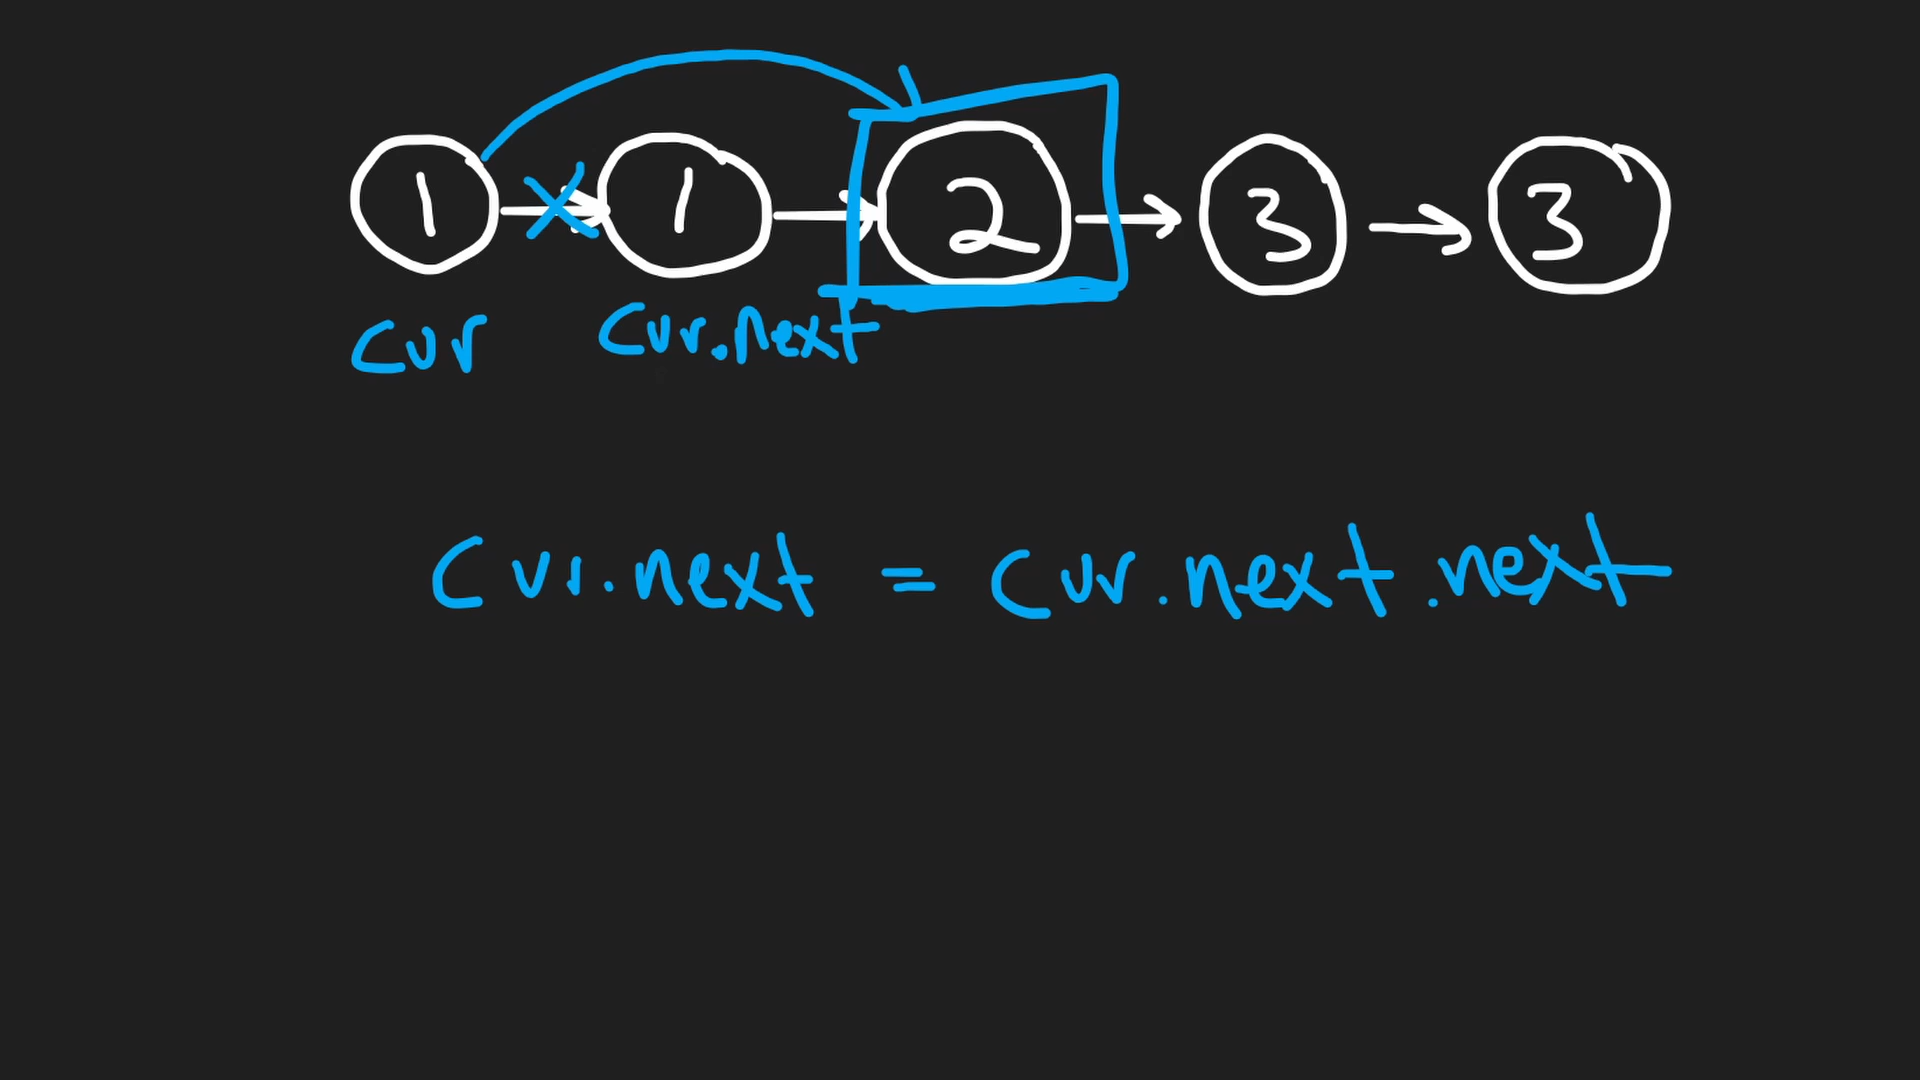 1 → 1 → 2 → 3 → 3
cur cur.next
cur.next = cur.next.next